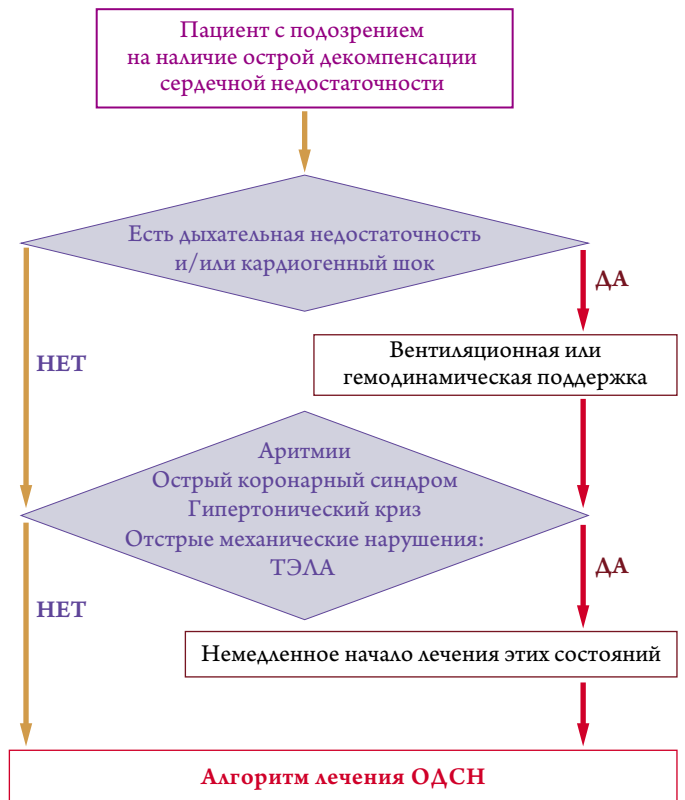 Пациент с подозрением
на наличие острой декомпенсации
сердечной недостаточности
Есть дыхательная недостаточность
и/или кардиогенный шок
ДА
НЕТ
Вентиляционная или
гемодинамическая поддержка
Аритмии
Острый коронарный синдром
Гипертонический криз
Отстрые механические нарушения:
ТЭЛА
ДА
НЕТ
Немедленное начало лечения этих состояний
Алгоритм лечения ОДСН